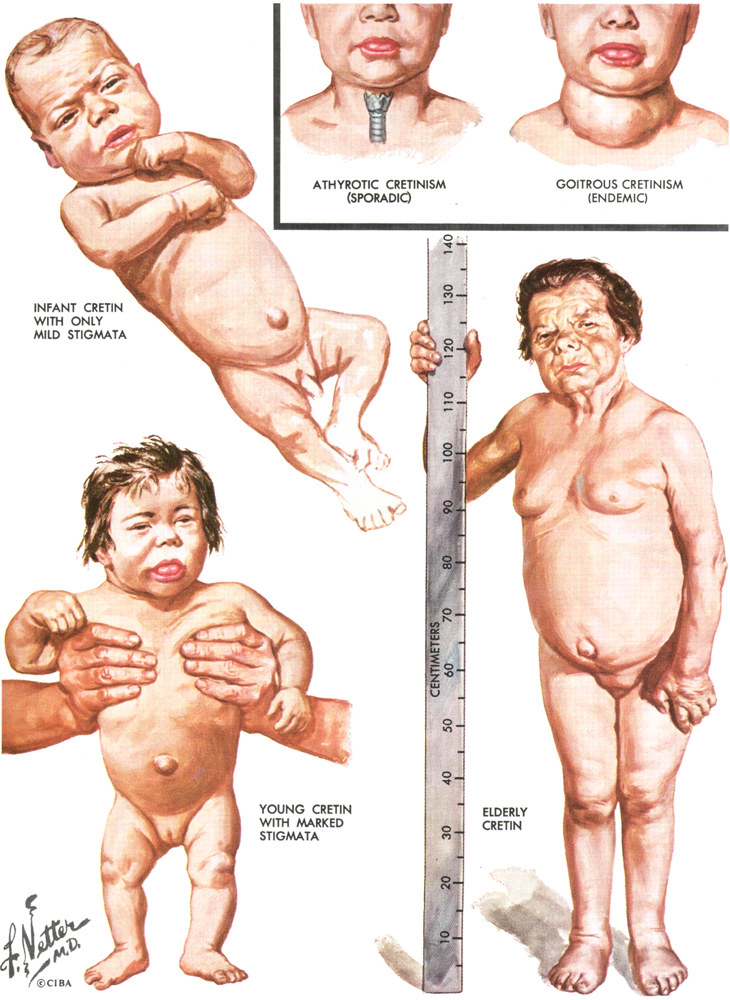 ATHYROTIC CRETINISM
(SPORADIC)
GOITROUS CRETINISM
(ENDEMIC)
INFANT CRETIN
WITH ONLY
MILD STIGMATA
140
130
120
110
100
90
80
70
60
50
40
30
20
10
CENTIMETERS
YOUNG CRETIN
WITH MARKED
STIGMATA
ELDERLY
CRETIN
F. Netter
M.D.
©CIBA